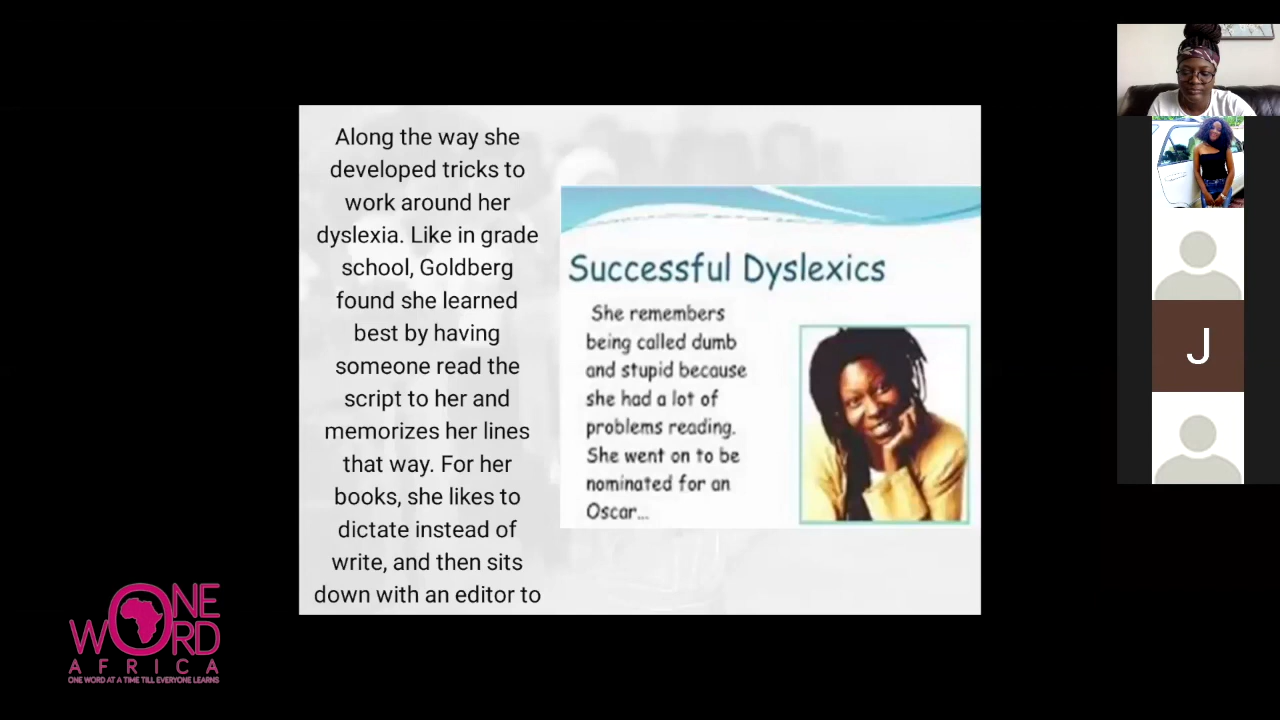 Along the way she
developed tricks to
work around her
dyslexia. Like in grade
school, Goldberg
found she learned
best by having
someone read the
script to her and
memorizes her lines
that way. For her
books, she likes to
dictate instead of
write, and then sits
down with an editor to
Successful Dyslexics
She remembers
being called dumb
and stupid because
she had a lot of
problems reading.
She went on to be
nominated for an
Oscar...
J
ONE
WORD
AFRICA
ONE WORD AT A TIME TILL EVERYONE LEARNS